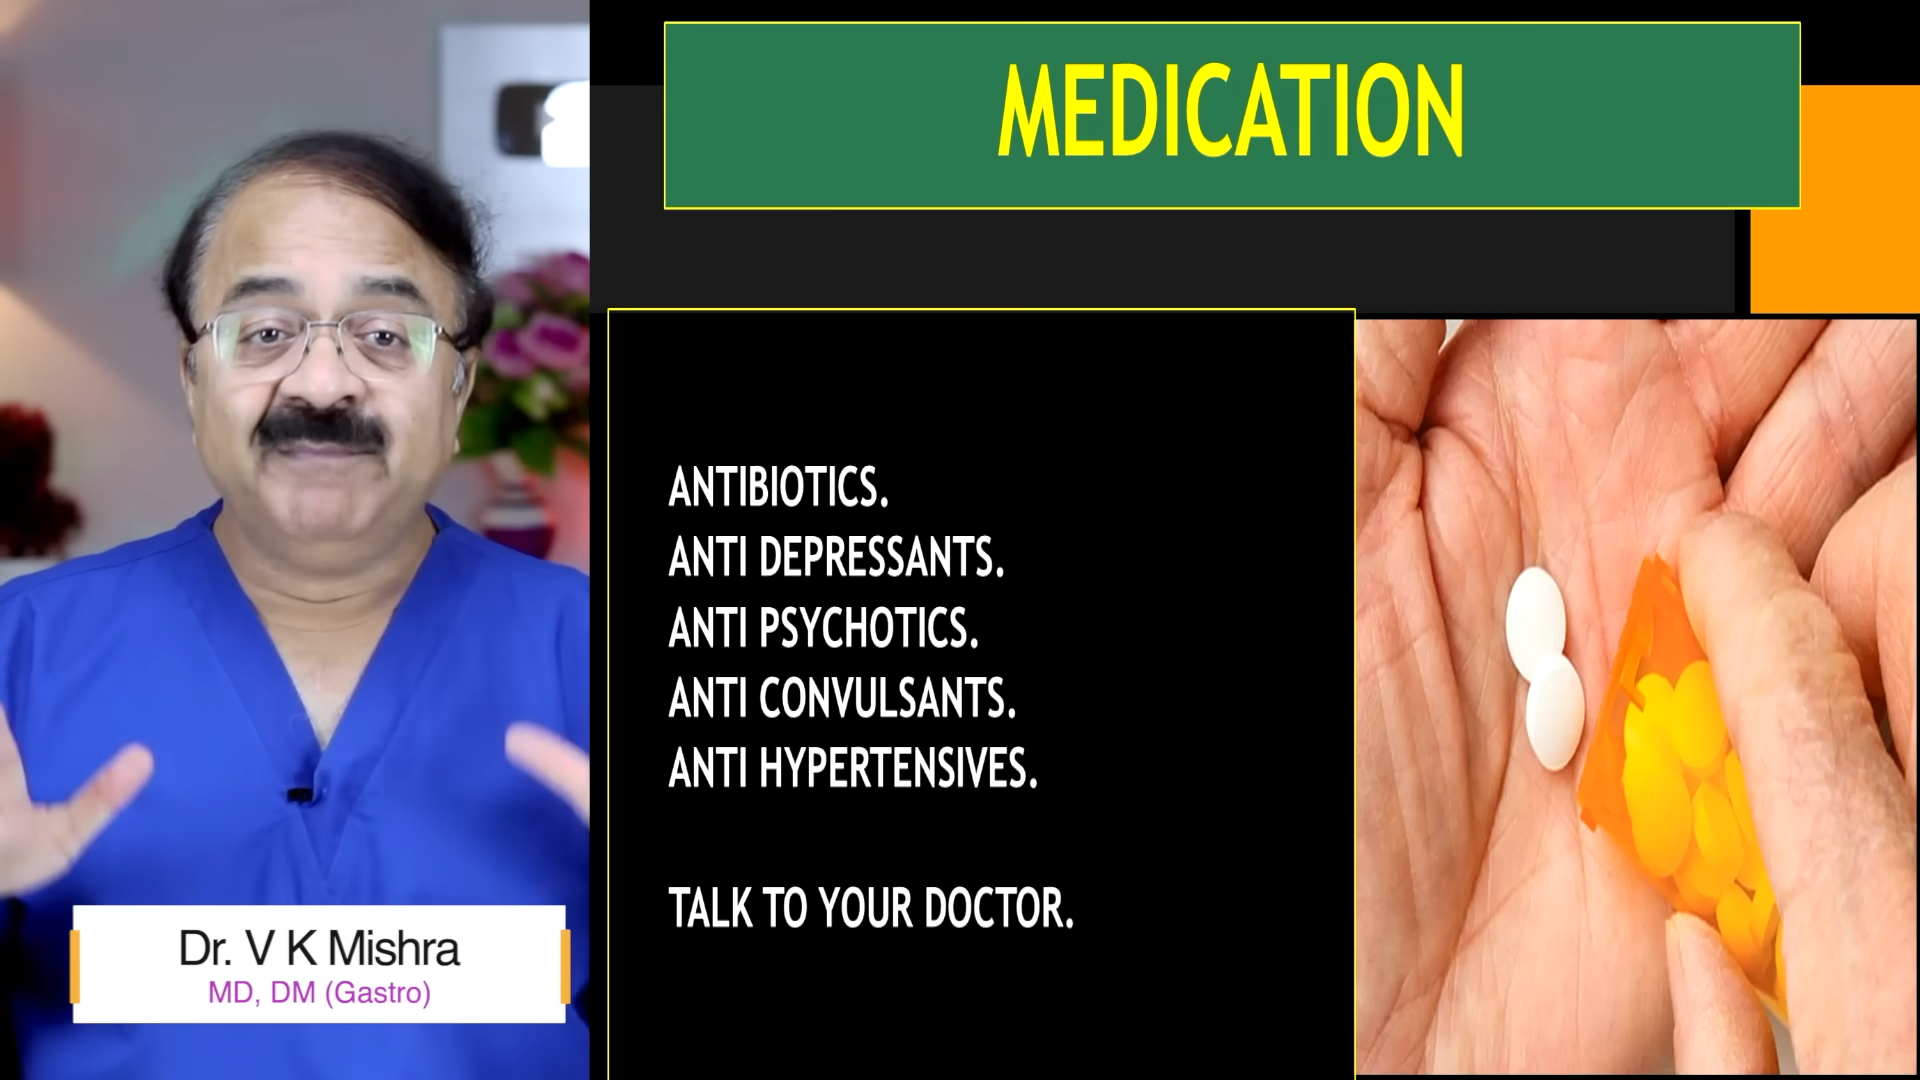 MEDICATION
ANTIBIOTICS.
ANTI DEPRESSANTS.
ANTI PSYCHOTICS.
ANTI CONVULSANTS.
ANTI HYPERTENSIVES.
TALK TO YOUR DOCTOR.
Dr. V K Mishra
MD, DM (Gastro)